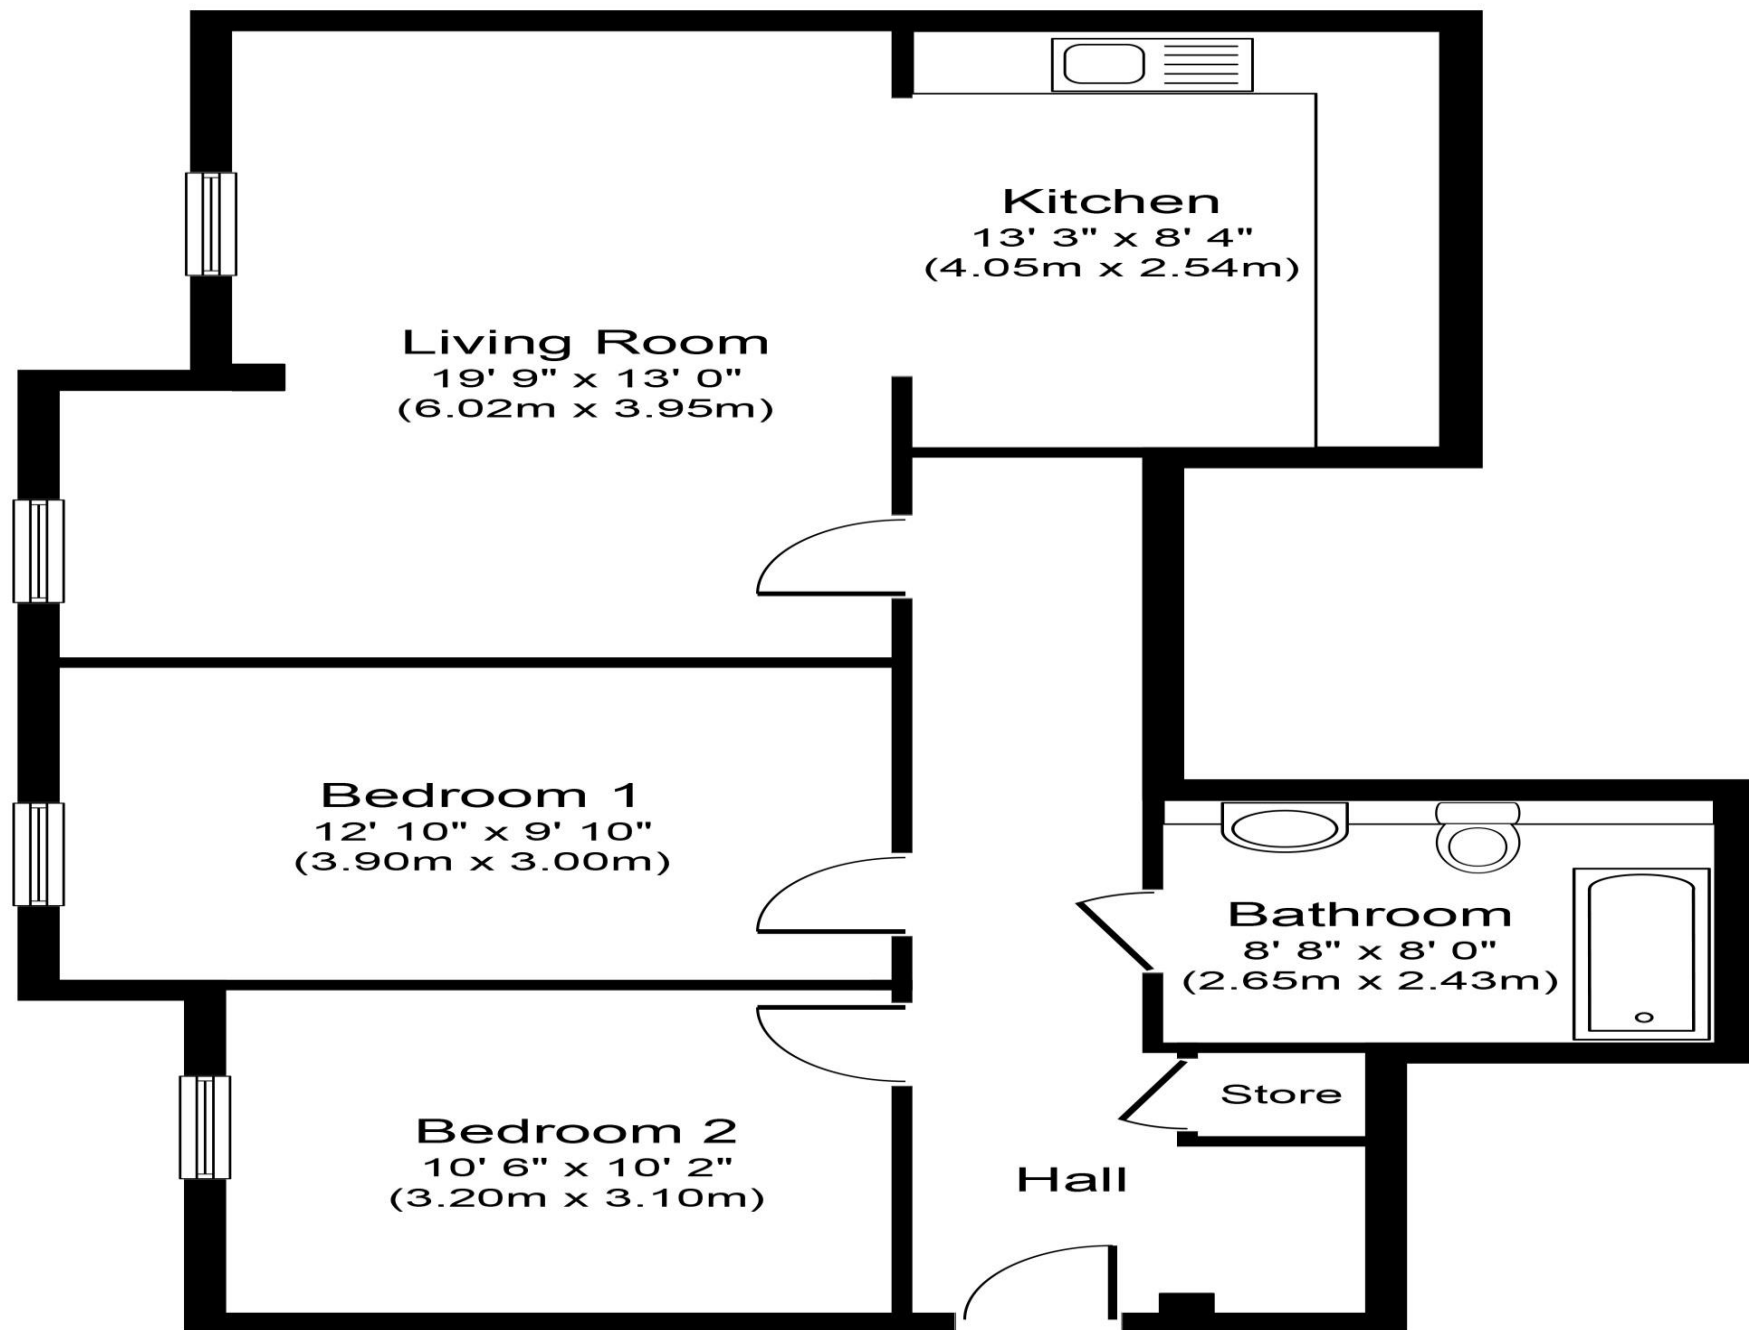 Kitchen
13' 3" x 8' 4"
(4.05m x 2.54m)
Living Room
19' 9" x 13' 0"
(6.02m x 3.95m)
Bedroom 1
12' 10" x 9' 10"
(3.90m x 3.00m)
Bathroom
8' 8" x 8' 0"
(2.65m x 2.43m)
Store
Bedroom 2
10' 6" x 10' 2"
(3.20m x 3.10m)
Hall